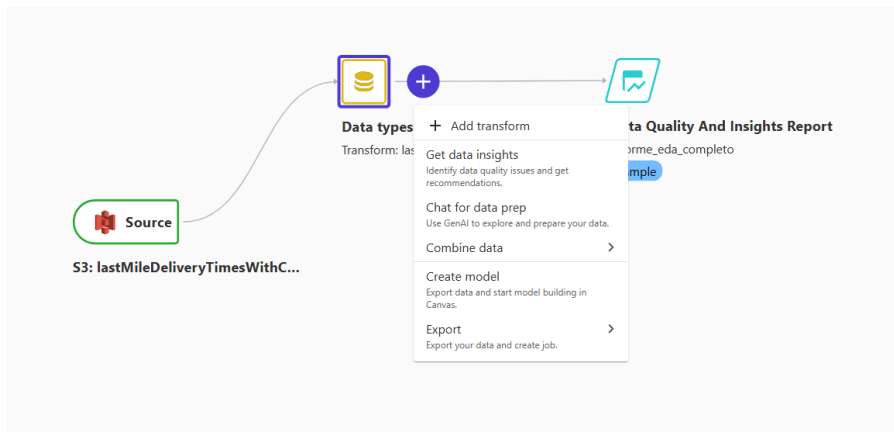 Data types
Transform: las
+ Add transform
Get data insights
Identify data quality issues and get
recommendations.
Chat for data prep
Use GenAI to explore and prepare your data.
Combine data
Create model
Export data and start model building in
Canvas.
Export
Export your data and create job.
ta Quality And Insights Report
orme_eda_completo
mple
Source
S3: lastMileDeliveryTimesWithC...